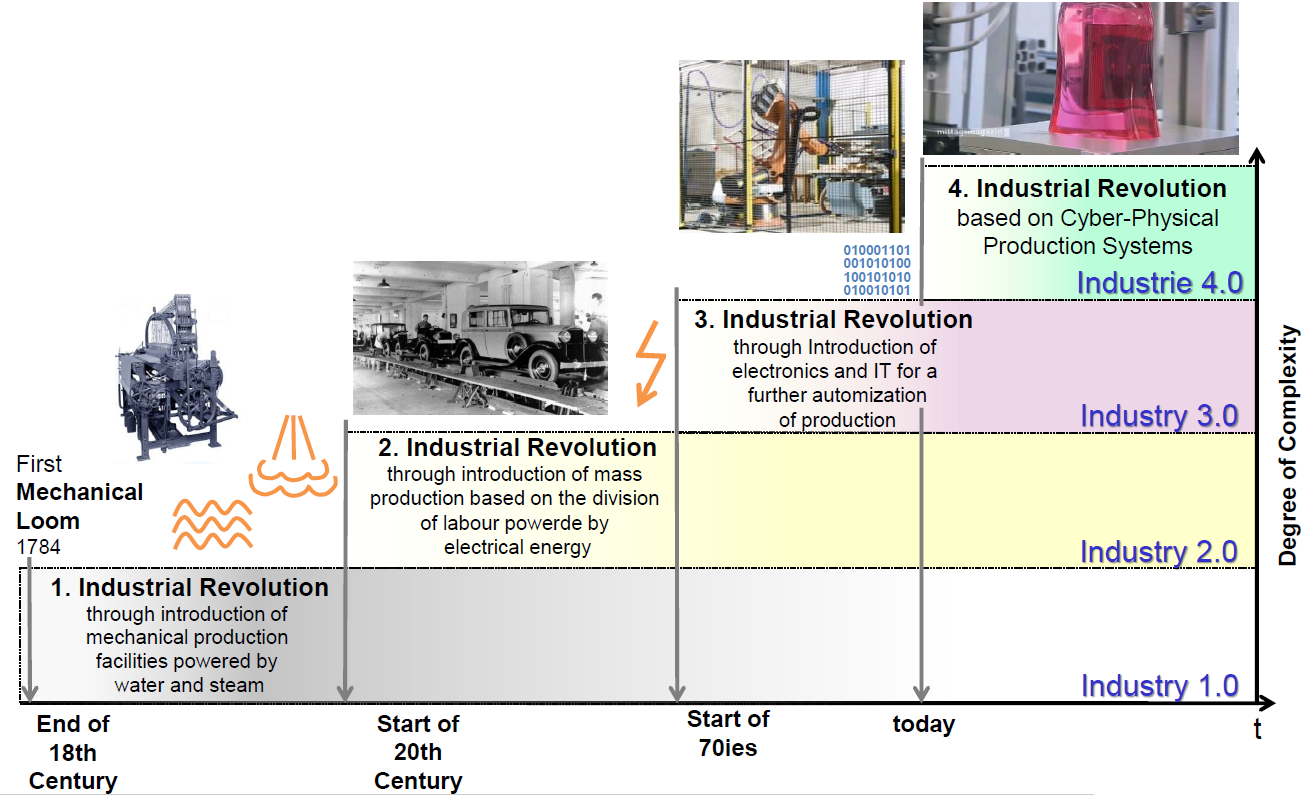 mittagsmagazin
4. Industrial Revolution
based on Cyber-Physical
Production Systems
Industrie 4.0
010001101
001010100
100101010
010010101
3. Industrial Revolution
through Introduction of
electronics and IT for a
further automization
of production
Industry 3.0
2. Industrial Revolution
through introduction of mass
production based on the division
of labour powerde by
electrical energy
Industry 2.0
First
Mechanical
Loom
1784
1. Industrial Revolution
through introduction of
mechanical production
facilities powered by
water and steam
Industry 1.0
Degree of Complexity
End of
18th
Century
Start of
20th
Century
Start of
70ies
today
t